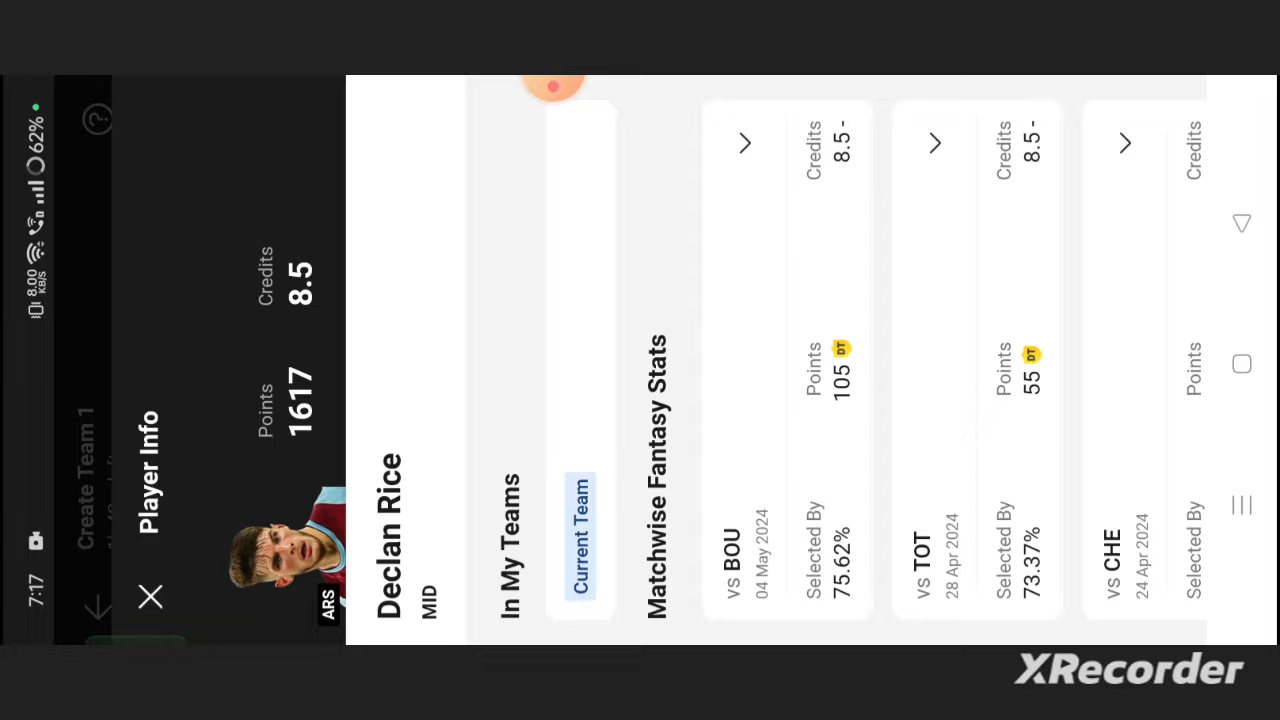 7:17
8.00
KB/S
62%
Create Team 1
Player Info
ARS
Points
1617
Credits
8.5
Declan Rice
MID
In My Teams
Current Team
Matchwise Fantasy Stats
vs BOU
04 May 2024
Selected By
75.62%
Points
105 DT
Credits
8.5 -
vs TOT
28 Apr 2024
Selected By
73.37%
Points
55 DT
Credits
8.5 -
vs CHE
24 Apr 2024
Selected By
Points
Credits
XRecorder